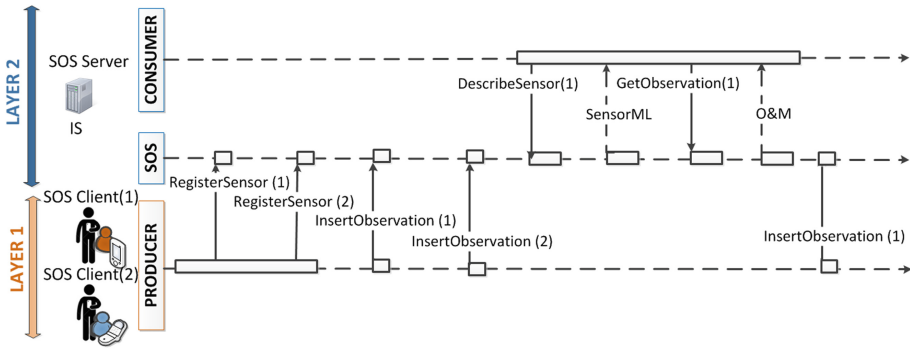 LAYER 2
CONSUMER
SOS Server
IS
DescribeSensor(1)
GetObservation(1)
SensorML
O&M
SOS
RegisterSensor (1)
RegisterSensor (2)
InsertObservation (1)
InsertObservation (2)
InsertObservation (1)
LAYER 1
SOS Client(1)
SOS Client(2)
PRODUCER